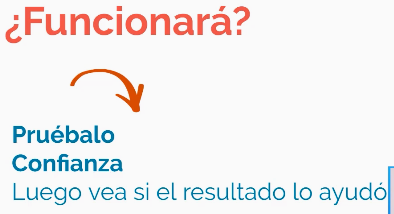 ¿Funcionará?
Pruébalo
Confianza
Luego vea si el resultado lo ayudó